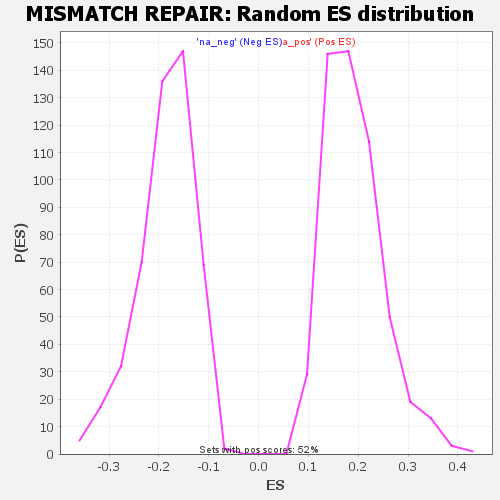 MISMATCH REPAIR: Random ES distribution
'na_neg' (Neg ES)a_pos' (Pos ES)
150
140
130
120
110
100
90
80
70
60
50
40
30
20
10
0
P(ES)
Sets with pos scores: 52%
-0.3 -0.2 -0.1 0.0 0.1 0.2 0.3 0.4
ES